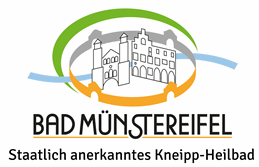 BAD MÜNSTEREIFEL
Staatlich anerkanntes Kneipp-Heilbad